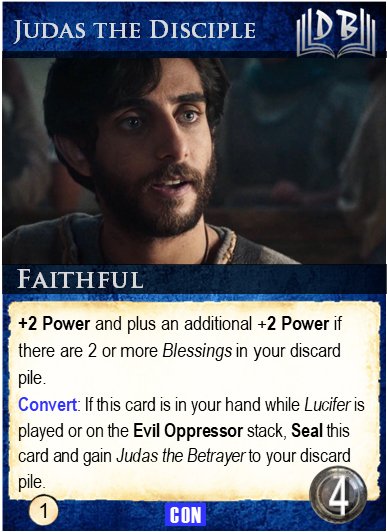 JUDAS THE DISCIPLE
DB
FAITHFUL
+2 Power and plus an additional +2 Power if
there are 2 or more Blessings in your discard
pile.
Convert: If this card is in your hand while Lucifer is
played or on the Evil Oppressor stack, Seal this
card and gain Judas the Betrayer to your discard
pile.
1
CON
4